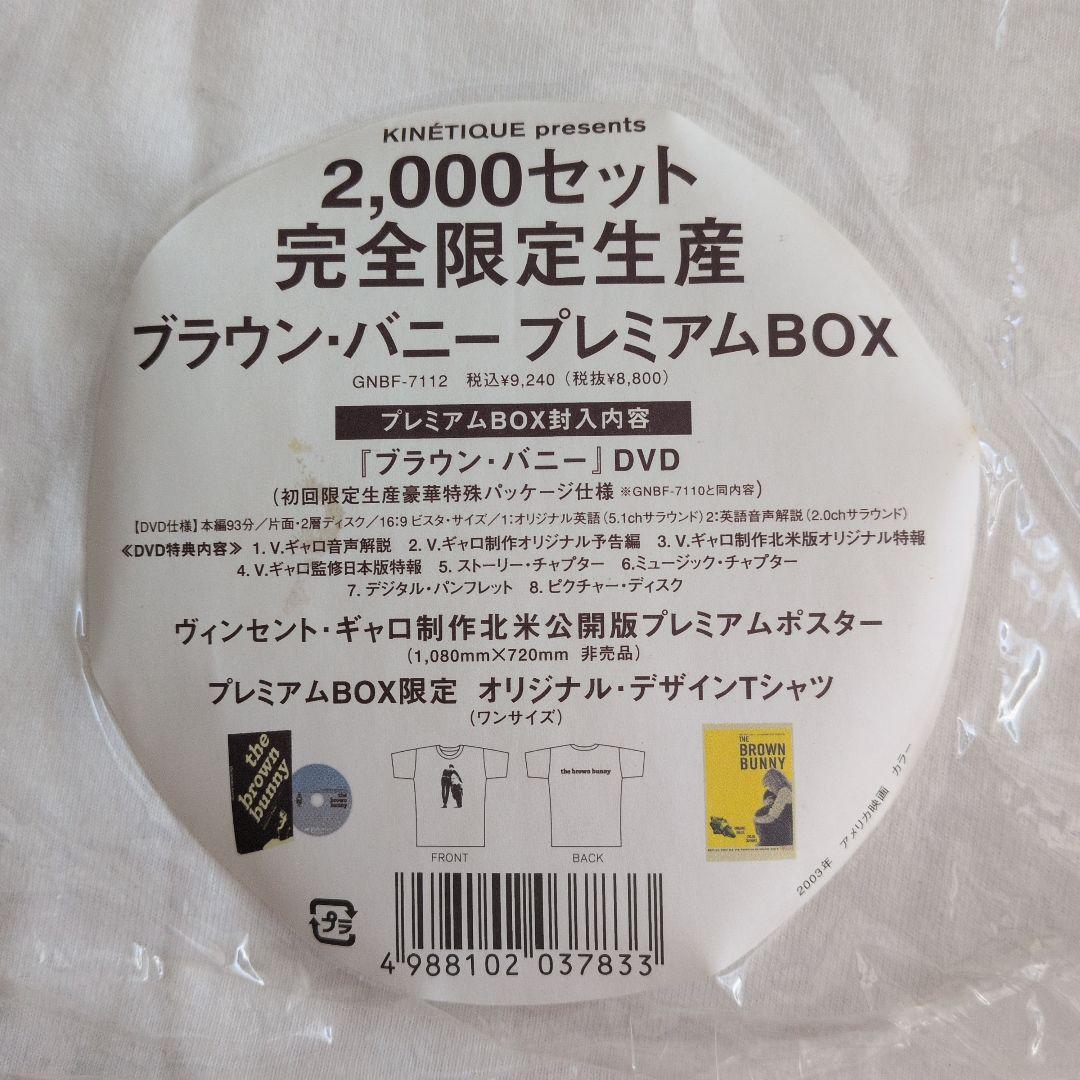 KINÉTIQUE presents
2,000セット
完全限定生産
ブラウン・バニー プレミアムBOX
GNBF-7112 税込¥9,240（税抜¥8,800）
プレミアムBOX封入内容
『ブラウン・バニー』DVD
（初回限定生産豪華特殊パッケージ仕様 ※GNBF-7110と同内容）
【DVD仕様】本編93分／片面・2層ディスク／16：9 ビスタ・サイズ／1：オリジナル英語（5.1chサラウンド）2：英語音声解説（2.0chサラウンド）
≪DVD特典内容≫ 1. V.ギャロ音声解説 2. V.ギャロ制作オリジナル予告編 3. V.ギャロ制作北米版オリジナル特報
4. V.ギャロ監修日本版特報 5. ストーリー・チャプター 6.ミュージック・チャプター
7. デジタル・パンフレット 8. ピクチャー・ディスク
ヴィンセント・ギャロ制作北米公開版プレミアムポスター
（1,080mm×720mm 非売品）
プレミアムBOX限定 オリジナル・デザインTシャツ
（ワンサイズ）
the
brown
bunny
the
brown
bunny
the brown bunny
THE
BROWN
BUNNY
FRONT
BACK
2003年 アメリカ映画 カラー
プラ
4 988102 037833